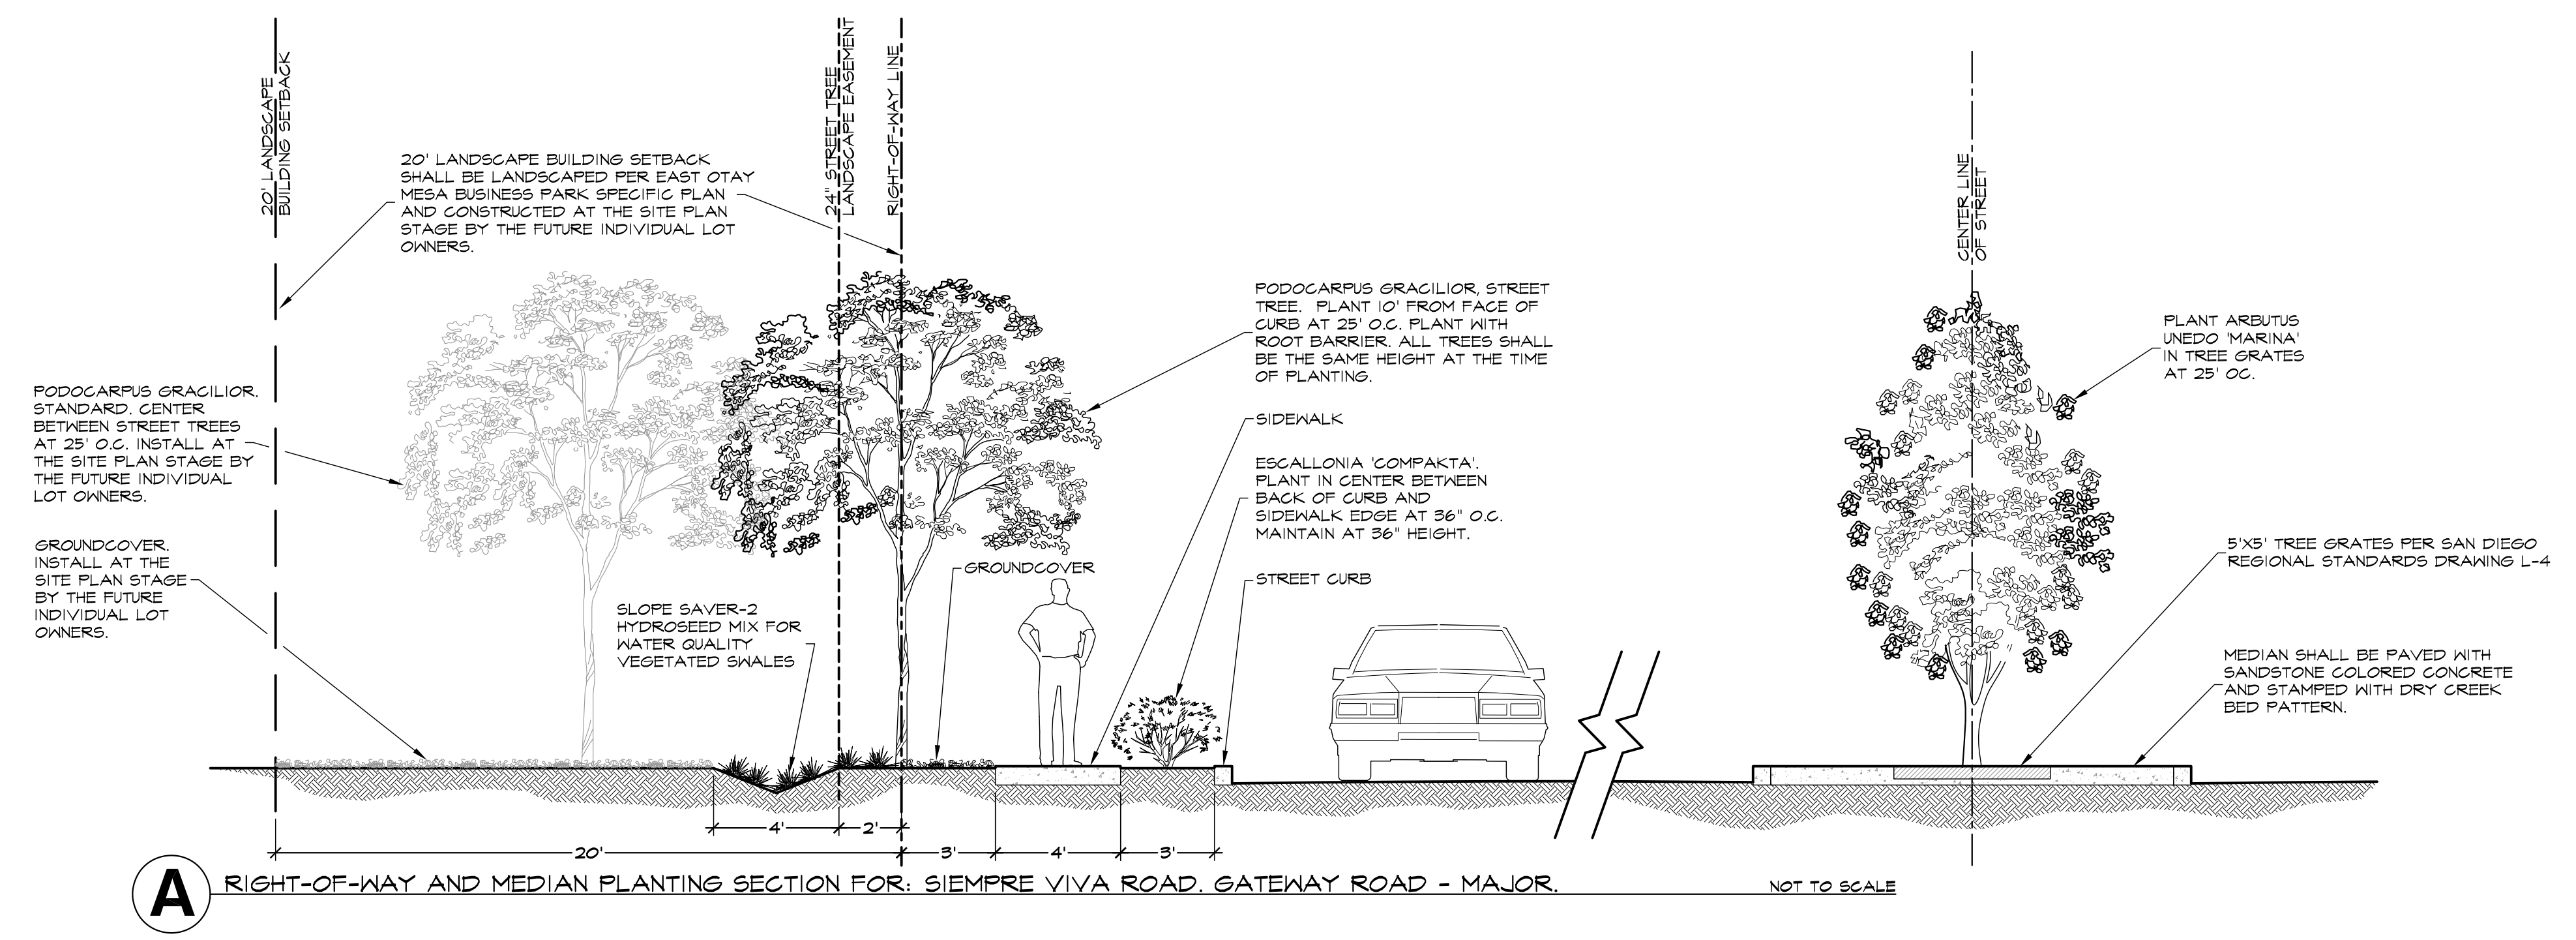 20' LANDSCAPE
BUILDING SETBACK
24" STREET TREE
LANDSCAPE EASEMENT
RIGHT-OF-WAY LINE
CENTER LINE
OF STREET
20' LANDSCAPE BUILDING SETBACK
SHALL BE LANDSCAPED PER EAST OTAY
MESA BUSINESS PARK SPECIFIC PLAN
AND CONSTRUCTED AT THE SITE PLAN
STAGE BY THE FUTURE INDIVIDUAL LOT
OWNERS.
PODOCARPUS GRACILIOR, STREET
TREE. PLANT 10' FROM FACE OF
CURB AT 25' O.C. PLANT WITH
ROOT BARRIER. ALL TREES SHALL
BE THE SAME HEIGHT AT THE TIME
OF PLANTING.
PLANT ARBUTUS
UNEDO 'MARINA'
IN TREE GRATES
AT 25' OC.
PODOCARPUS GRACILIOR.
STANDARD. CENTER
BETWEEN STREET TREES
AT 25' O.C. INSTALL AT
THE SITE PLAN STAGE BY
THE FUTURE INDIVIDUAL
LOT OWNERS.
SIDEWALK
ESCALLONIA 'COMPAKTA'.
PLANT IN CENTER BETWEEN
BACK OF CURB AND
SIDEWALK EDGE AT 36" O.C.
MAINTAIN AT 36" HEIGHT.
GROUNDCOVER.
INSTALL AT THE
SITE PLAN STAGE
BY THE FUTURE
INDIVIDUAL LOT
OWNERS.
GROUNDCOVER
STREET CURB
5'X5' TREE GRATES PER SAN DIEGO
REGIONAL STANDARDS DRAWING L-4
SLOPE SAVER-2
HYDROSEED MIX FOR
WATER QUALITY
VEGETATED SWALES
MEDIAN SHALL BE PAVED WITH
SANDSTONE COLORED CONCRETE
AND STAMPED WITH DRY CREEK
BED PATTERN.
4' 2'
20' 3' 4' 3'
A RIGHT-OF-WAY AND MEDIAN PLANTING SECTION FOR: SIEMPRE VIVA ROAD. GATEWAY ROAD - MAJOR. NOT TO SCALE